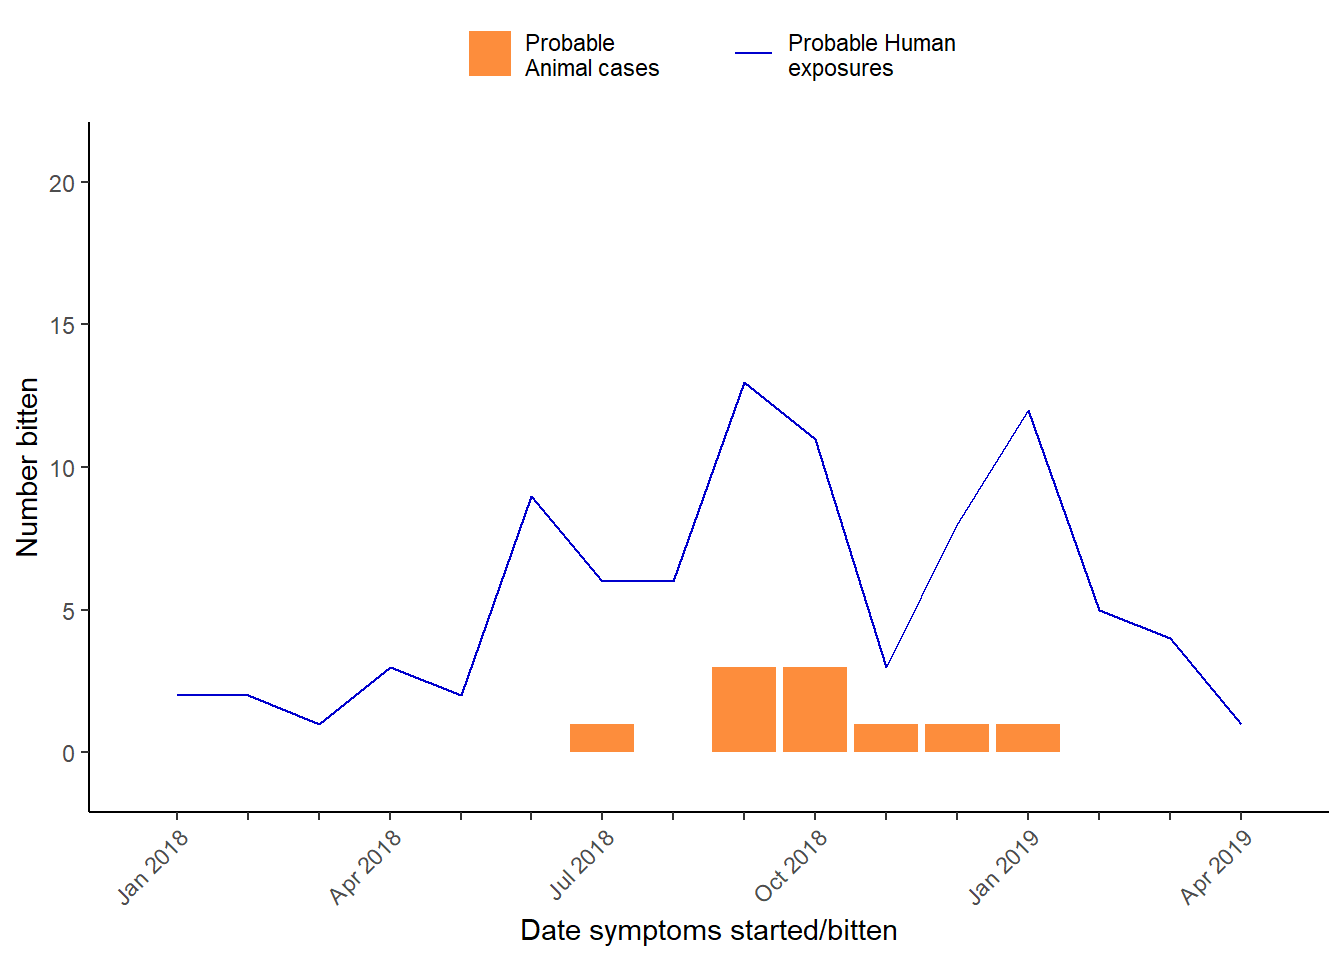 Probable
Animal cases
Probable Human
exposures
20
15
10
5
0
Number bitten
Jan 2018
Apr 2018
Jul 2018
Oct 2018
Jan 2019
Apr 2019
Date symptoms started/bitten